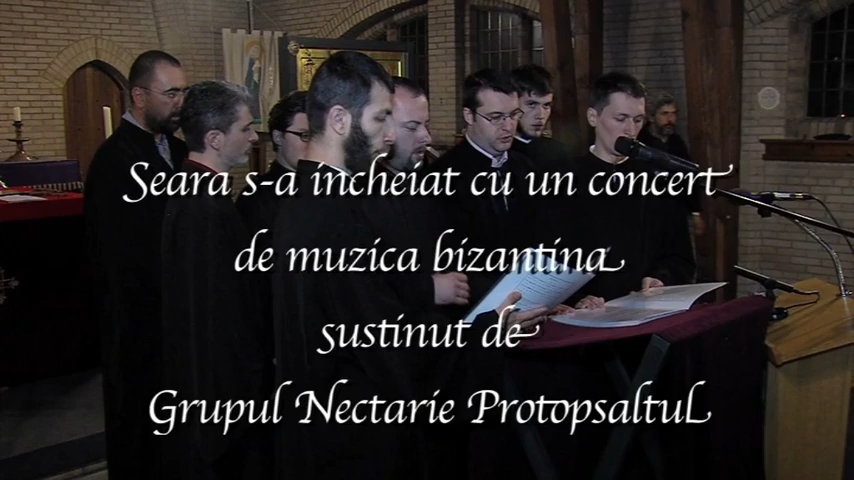 Seara s-a incheiat cu un concert
de muzica bizantina
sustinut de
Grupul Nectarie Protopsaltul